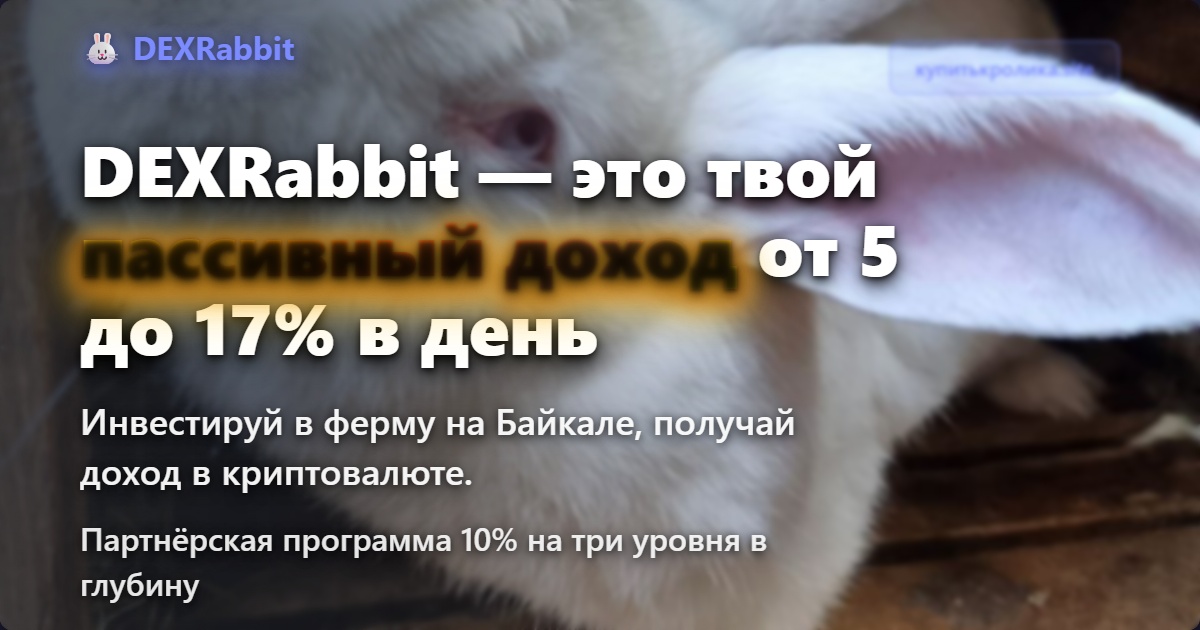 DEXRabbit
DEXRabbit — это твой
пассивный доход от 5
до 17% в день
Инвестируй в ферму на Байкале, получай
доход в криптовалюте.
Партнёрская программа 10% на три уровня в
глубину